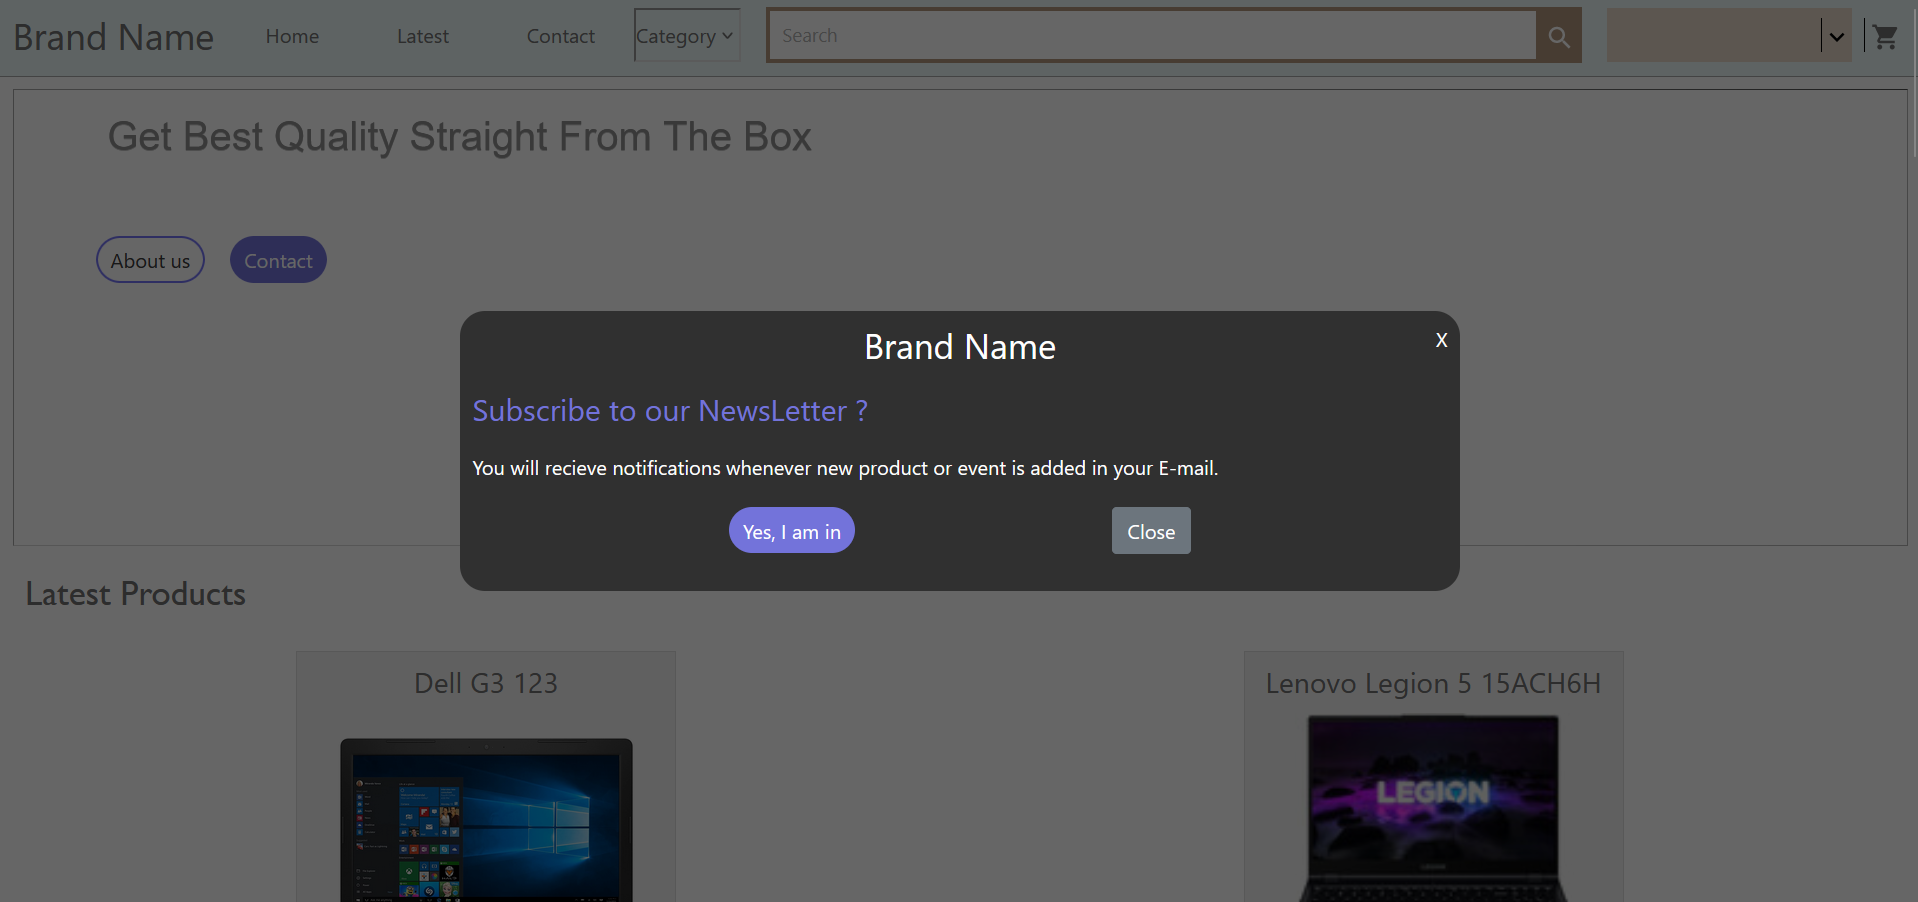 Brand Name Home Latest Contact Category Search
Get Best Quality Straight From The Box
About us Contact
Brand Name X
Subscribe to our NewsLetter ?
You will recieve notifications whenever new product or event is added in your E-mail.
Yes, I am in Close
Latest Products
Dell G3 123 Lenovo Legion 5 15ACH6H
LEGION